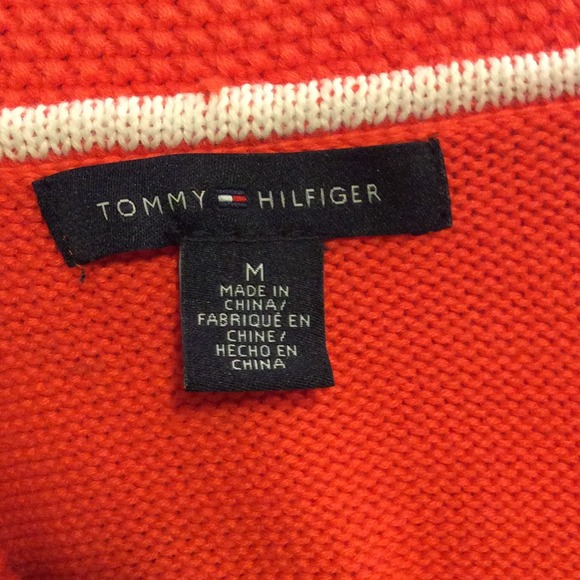 TOMMY HILFIGER
M
MADE IN
CHINA/
FABRIQUÉ EN
CHINE/
HECHO EN
CHINA